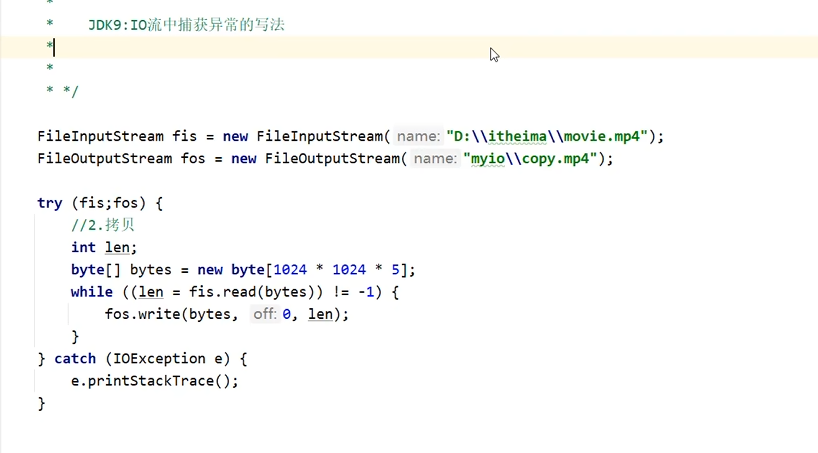 *
* JDK9:IO流中捕获异常的写法
*
*
* */
FileInputStream fis = new FileInputStream( name: "D:\\itheima\\movie.mp4");
FileOutputStream fos = new FileOutputStream( name: "myio\\copy.mp4");
try (fis;fos) {
//2.拷贝
int len;
byte[] bytes = new byte[1024 * 1024 * 5];
while ((len = fis.read(bytes)) != -1) {
fos.write(bytes, off: 0, len);
}
} catch (IOException e) {
e.printStackTrace();
}